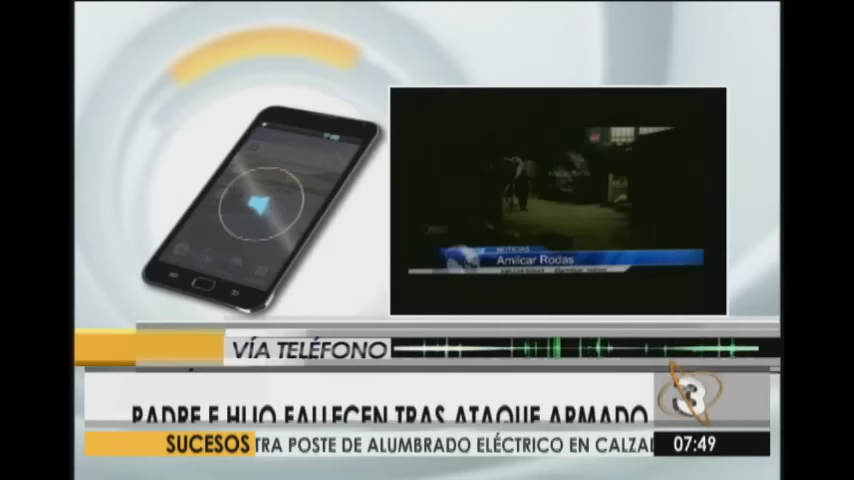 NOTICIAS
Amilcar Rodas
VÍA TELÉFONO
PADRE E HIJO FALLECEN TRAS ATAQUE ARMADO
3
SUCESOS TRA POSTE DE ALUMBRADO ELÉCTRICO EN CALZA 07:49